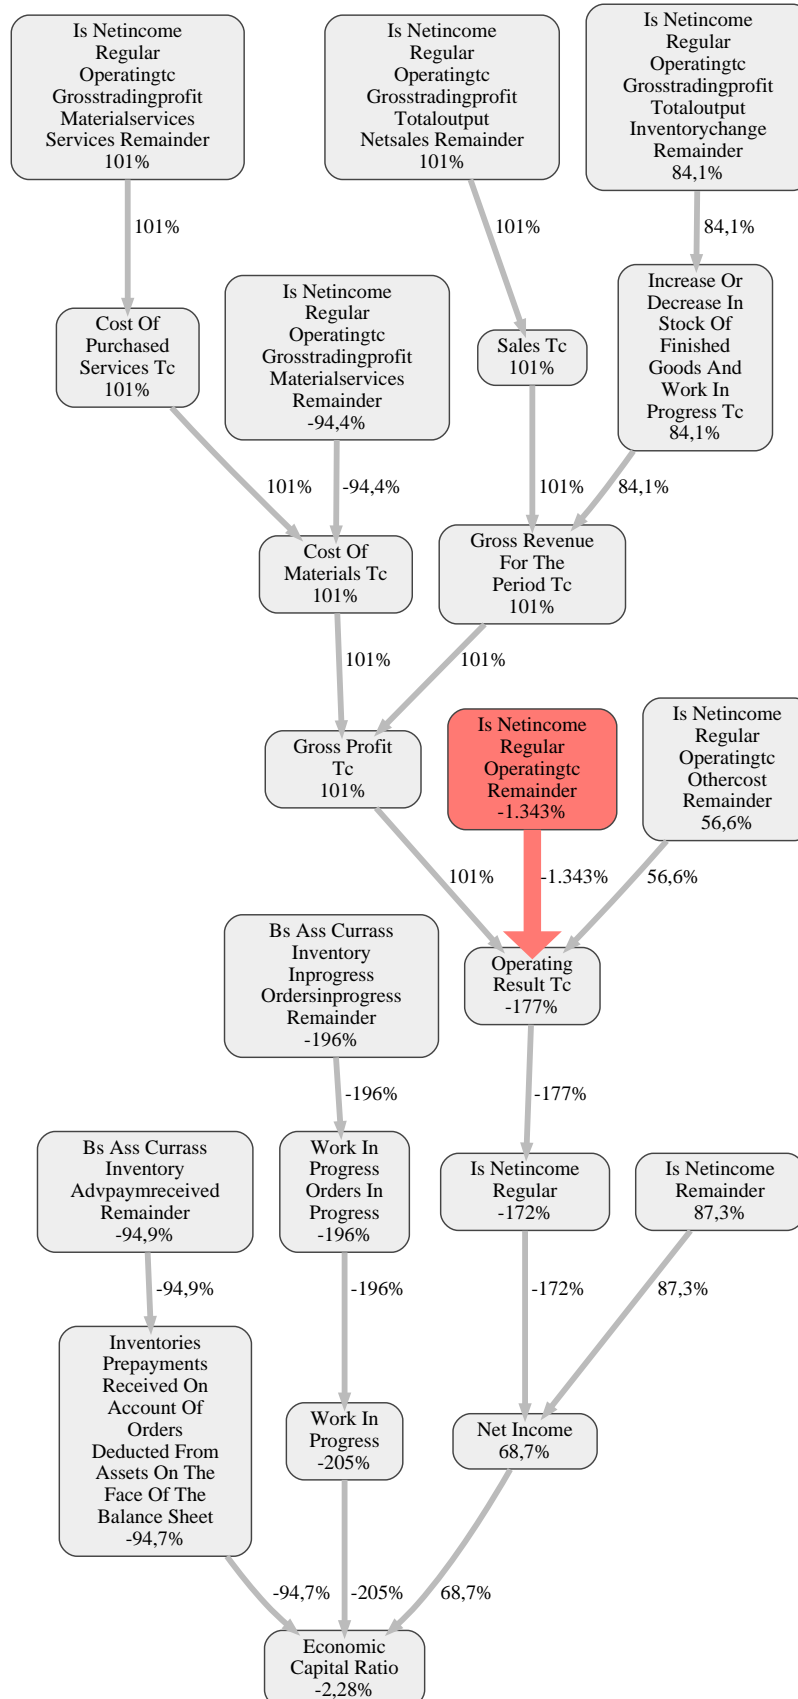 Is Netincome
Regular
Operatingtc
Grosstradingprofit
Materialservices
Services Remainder
101%
Is Netincome
Regular
Operatingtc
Grosstradingprofit
Totaloutput
Netsales Remainder
101%
Is Netincome
Regular
Operatingtc
Grosstradingprofit
Totaloutput
Inventorychange
Remainder
84,1%
101%
101%
84,1%
Cost Of
Purchased
Services Tc
101%
Is Netincome
Regular
Operatingtc
Grosstradingprofit
Materialservices
Remainder
-94,4%
Sales Tc
101%
Increase Or
Decrease In
Stock Of
Finished
Goods And
Work In
Progress Tc
84,1%
101%
-94,4%
101%
84,1%
Cost Of
Materials Tc
101%
Gross Revenue
For The
Period Tc
101%
101%
101%
Gross Profit
Tc
101%
Is Netincome
Regular
Operatingtc
Remainder
-1.343%
Is Netincome
Regular
Operatingtc
Othercost
Remainder
56,6%
101%
-1.343%
56,6%
Bs Ass Currass
Inventory
Inprogress
Ordersinprogress
Remainder
-196%
Operating
Result Tc
-177%
-196%
-177%
Bs Ass Currass
Inventory
Advpaymreceived
Remainder
-94,9%
Work In
Progress
Orders In
Progress
-196%
Is Netincome
Regular
-172%
Is Netincome
Remainder
87,3%
-94,9%
-196%
-172%
87,3%
Inventories
Prepayments
Received On
Account Of
Orders
Deducted From
Assets On The
Face Of The
Balance Sheet
-94,7%
Work In
Progress
-205%
Net Income
68,7%
-94,7%
-205%
68,7%
Economic
Capital Ratio
-2,28%